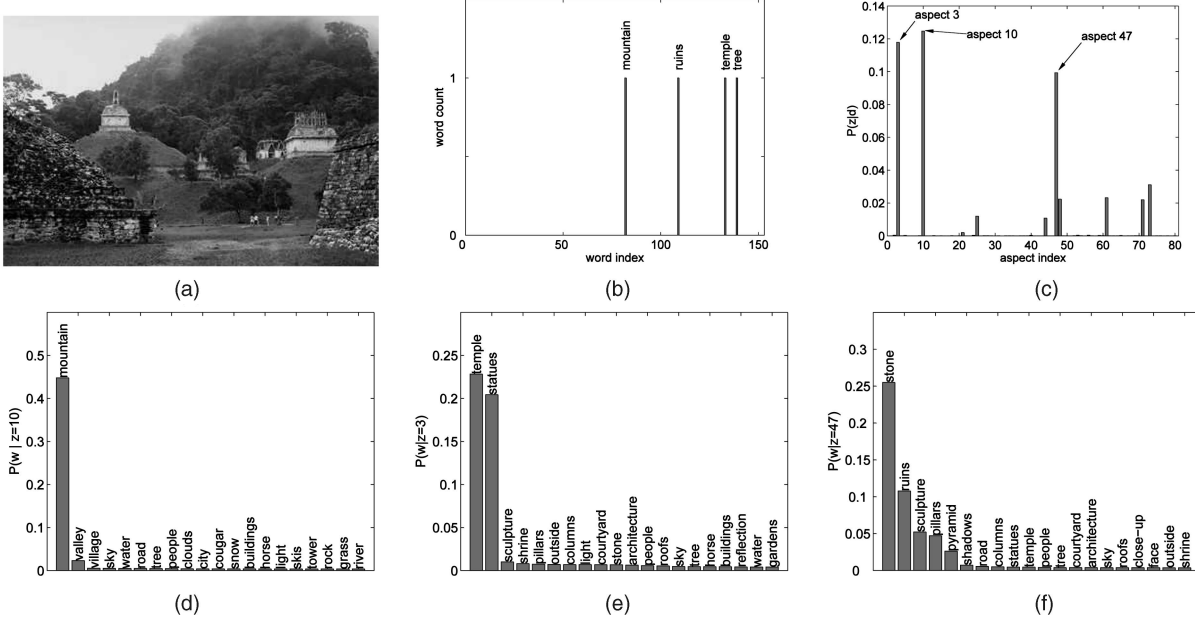 mountain
ruins
temple
tree
1
0
0
50
100
150
word count
word index
aspect 3
aspect 10
aspect 47
0.14
0.12
0.1
0.08
0.06
0.04
0.02
0
0
10
20
30
40
50
60
70
80
P(z|d)
aspect index
(a)
(b)
(c)
0.5
0.4
0.3
0.2
0.1
0
P(w | z=10)
mountain
valley
village
sky
water
road
tree
people
clouds
city
cougar
snow
buildings
horse
light
skis
tower
rock
grass
river
0.25
0.2
0.15
0.1
0.05
0
P(w|z=3)
temple
statues
sculpture
shrine
pillars
outside
columns
light
courtyard
stone
architecture
people
roofs
sky
tree
horse
buildings
reflection
water
gardens
0.3
0.25
0.2
0.15
0.1
0.05
0
P(w|z=47)
stone
ruins
sculpture
pillars
pyramid
shadows
road
columns
statues
temple
people
tree
courtyard
architecture
sky
roofs
close-up
face
outside
shrine
(d)
(e)
(f)